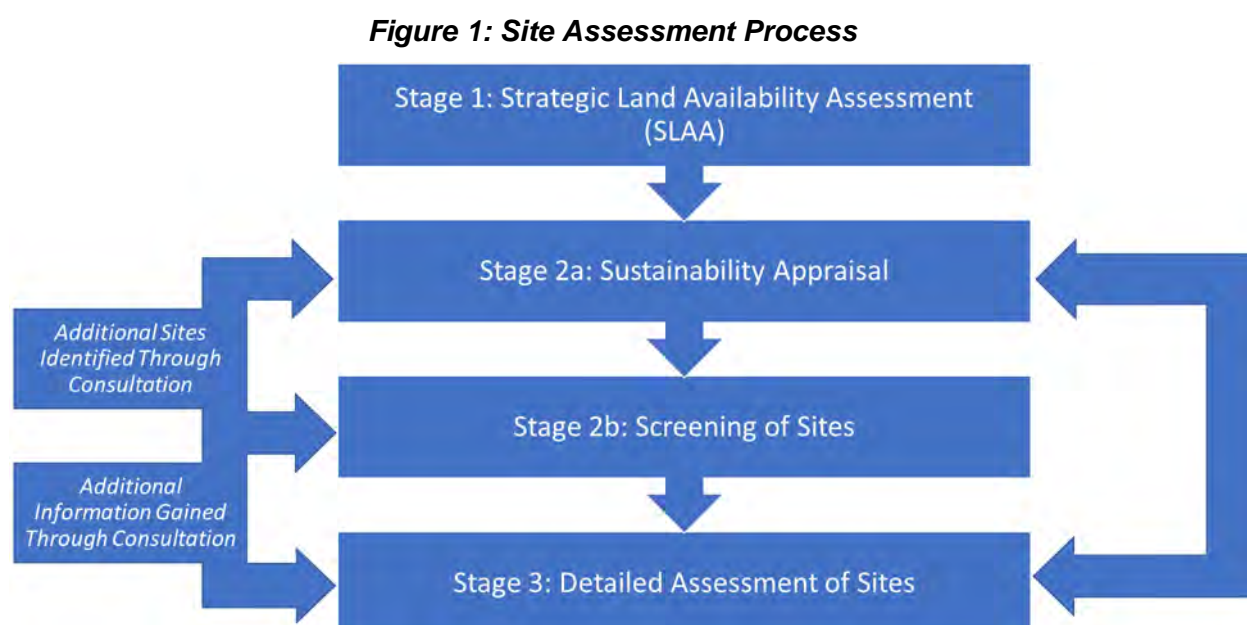 Figure 1: Site Assessment Process
Stage 1: Strategic Land Availability Assessment
(SLAA)
Stage 2a: Sustainability Appraisal
Additional Sites
Identified Through
Consultation
Stage 2b: Screening of Sites
Additional
Information Gained
Through Consultation
Stage 3: Detailed Assessment of Sites